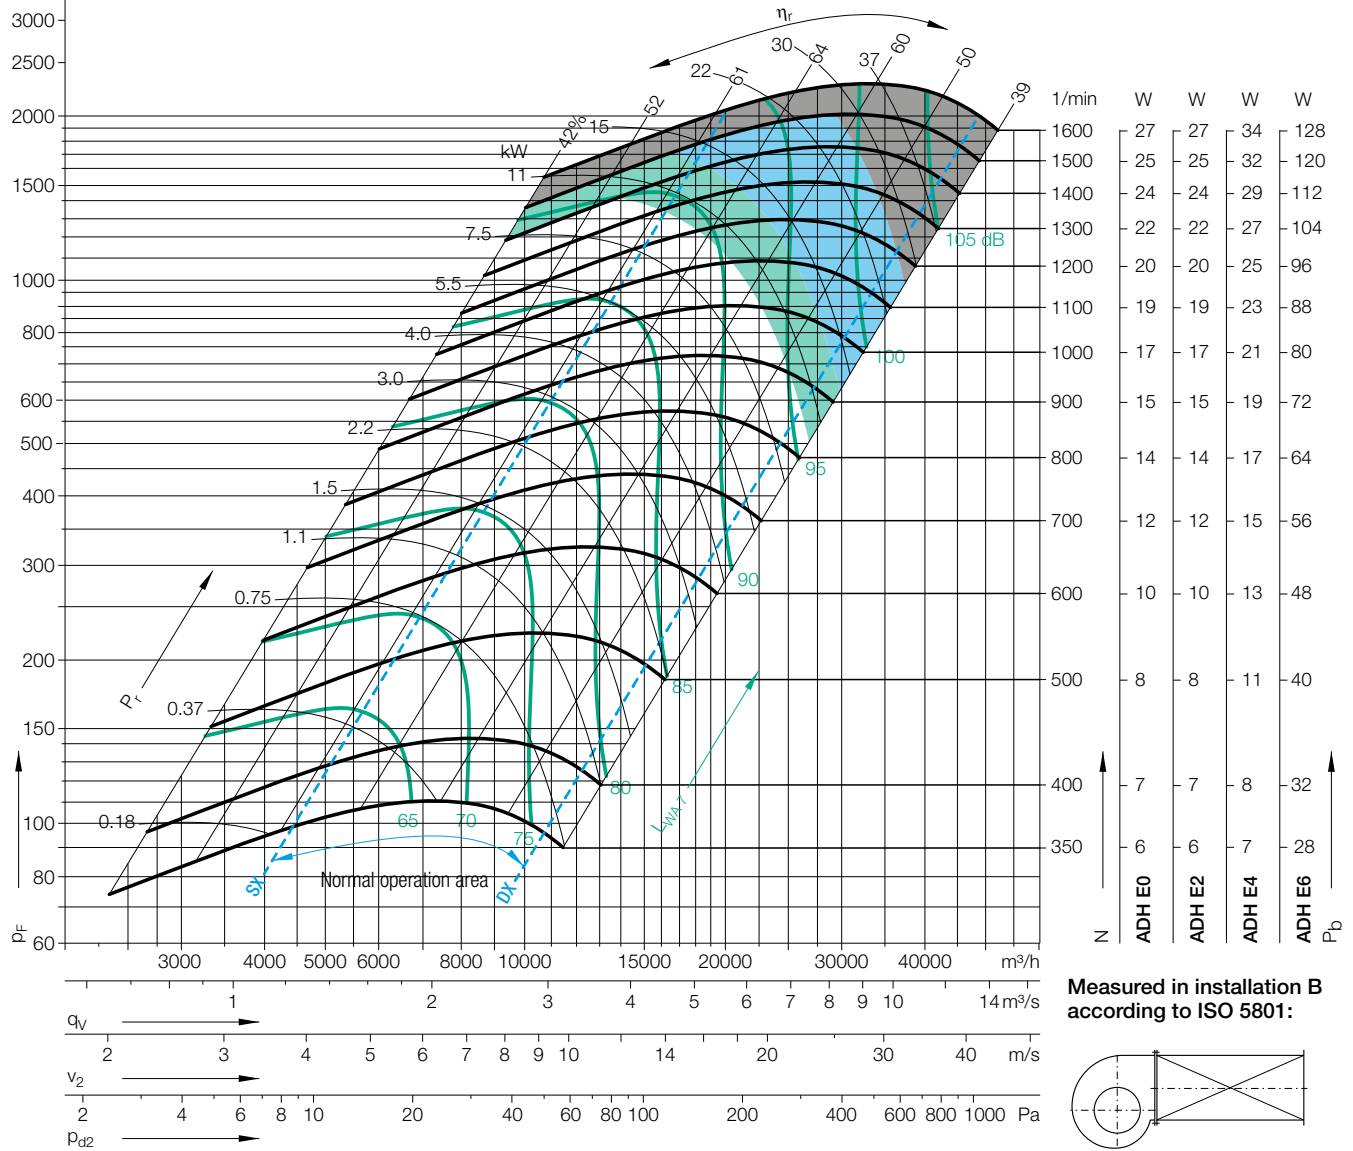 3000
2500
2000
1500
1000
800
600
500
400
300
200
150
100
80
60
p_F
η_r
42%
52
61
64
60
50
39
kW
11
15
22
30
37
7.5
5.5
4.0
3.0
2.2
1.5
1.1
0.75
0.37
0.18
P_r
105 dB
100
95
90
85
80
75
70
65
L_WA 7
SX
DX
Normal operation area
1/min W W W W
1600 27 27 34 128
1500 25 25 32 120
1400 24 24 29 112
1300 22 22 27 104
1200 20 20 25 96
1100 19 19 23 88
1000 17 17 21 80
900 15 15 19 72
800 14 14 17 64
700 12 12 15 56
600 10 10 13 48
500 8 8 11 40
400 7 7 8 32
350 6 6 7 28
N ADH E0 ADH E2 ADH E4 ADH E6 P_b
3000 4000 5000 6000 8000 10000 15000 20000 30000 40000 m³/h
1 2 3 4 5 6 7 8 9 10 14 m³/s
q_V
2 3 4 5 6 7 8 9 10 14 20 30 40 m/s
v_2
2 4 6 8 10 20 40 60 80 100 200 400 600 800 1000 Pa
p_d2
Measured in installation B
according to ISO 5801: